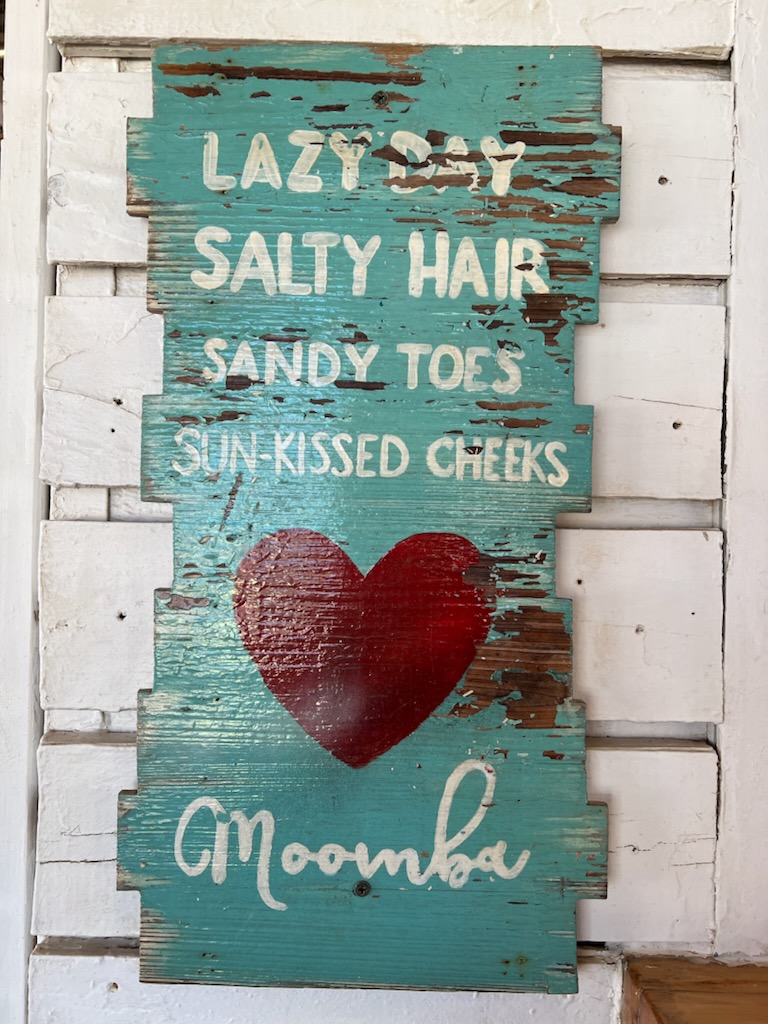 LAZY DAY
SALTY HAIR
SANDY TOES
SUN-KISSED CHEEKS
Moomba